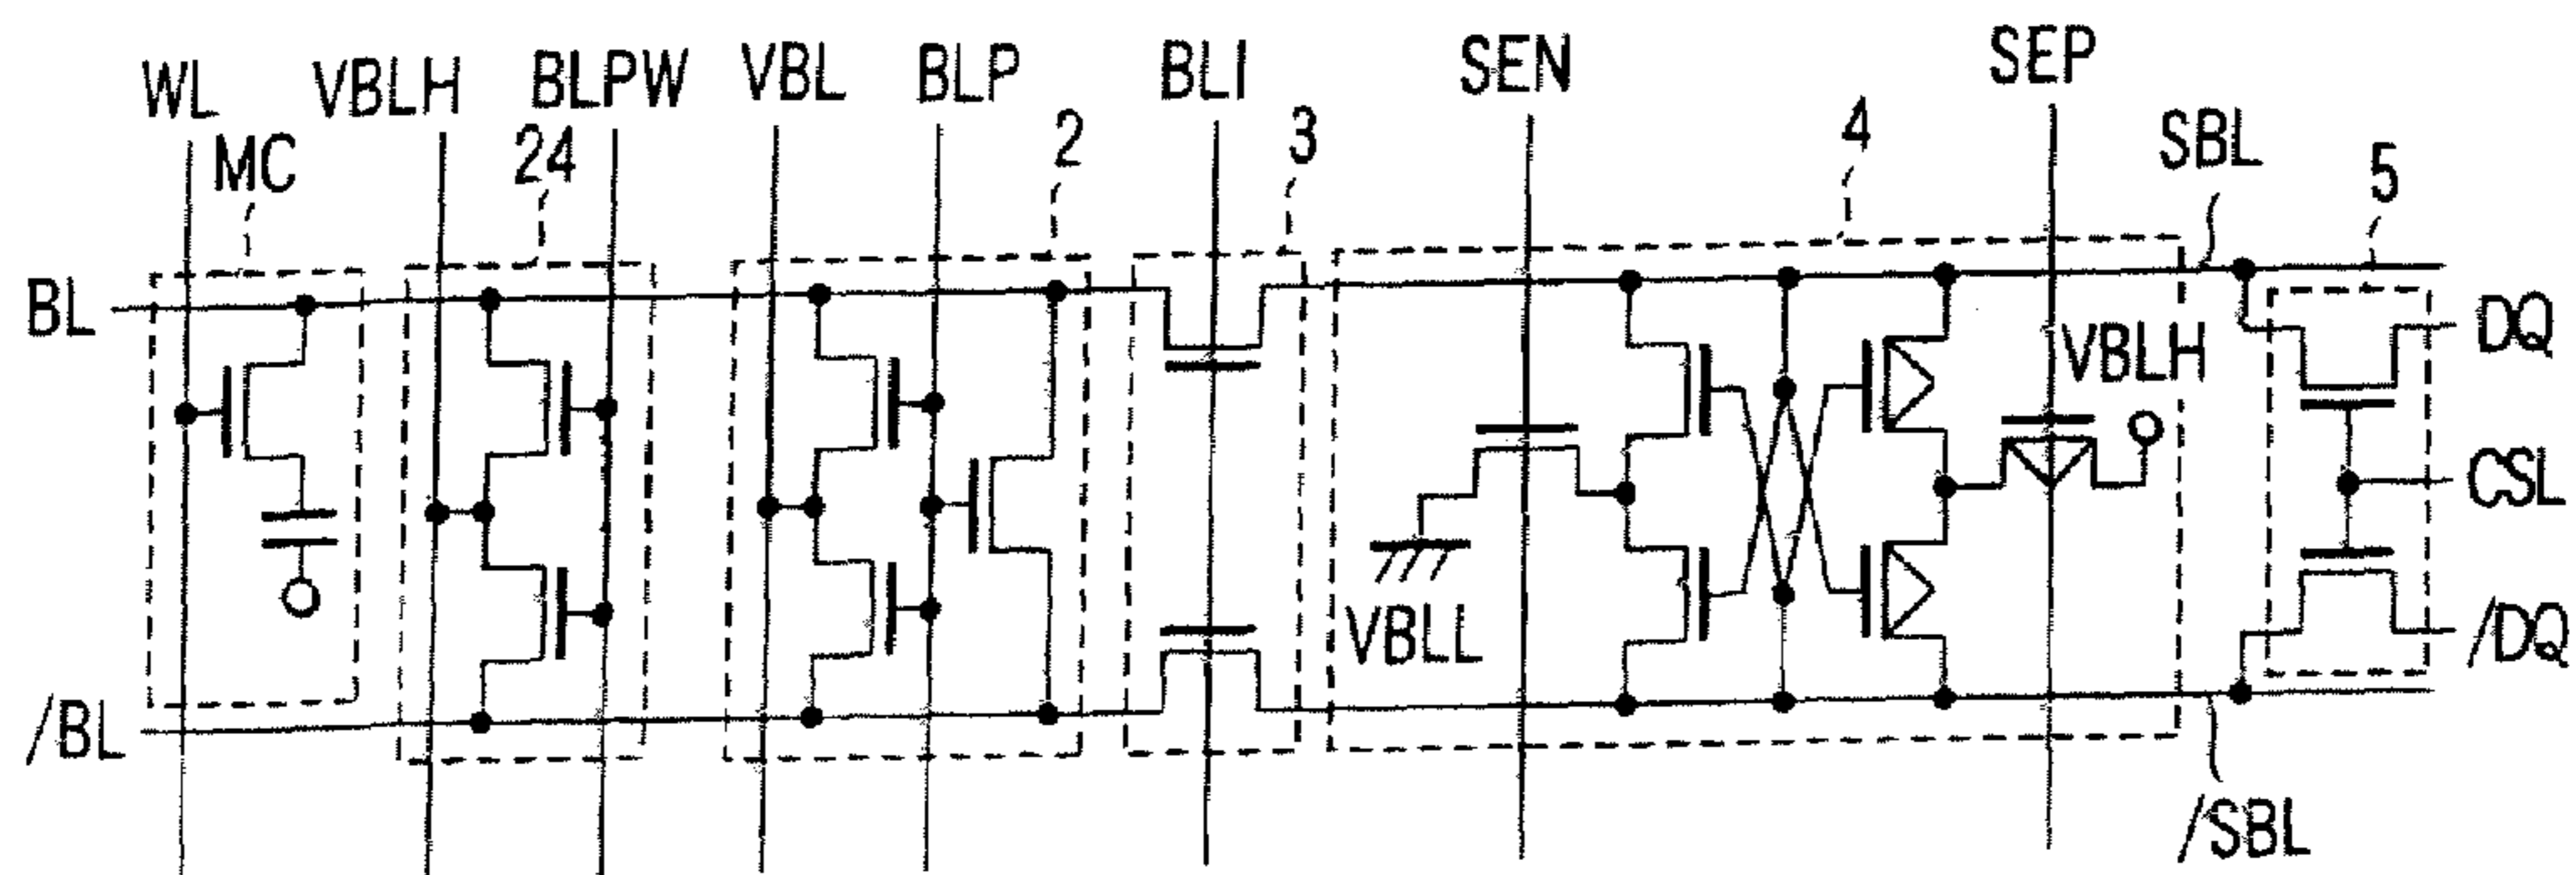 WL VBLH BLPW VBL BLP BLI SEN SEP
MC 24 2 3 4 SBL 5
BL
DQ
VBLH
CSL
VBLL
/DQ
/BL
/SBL